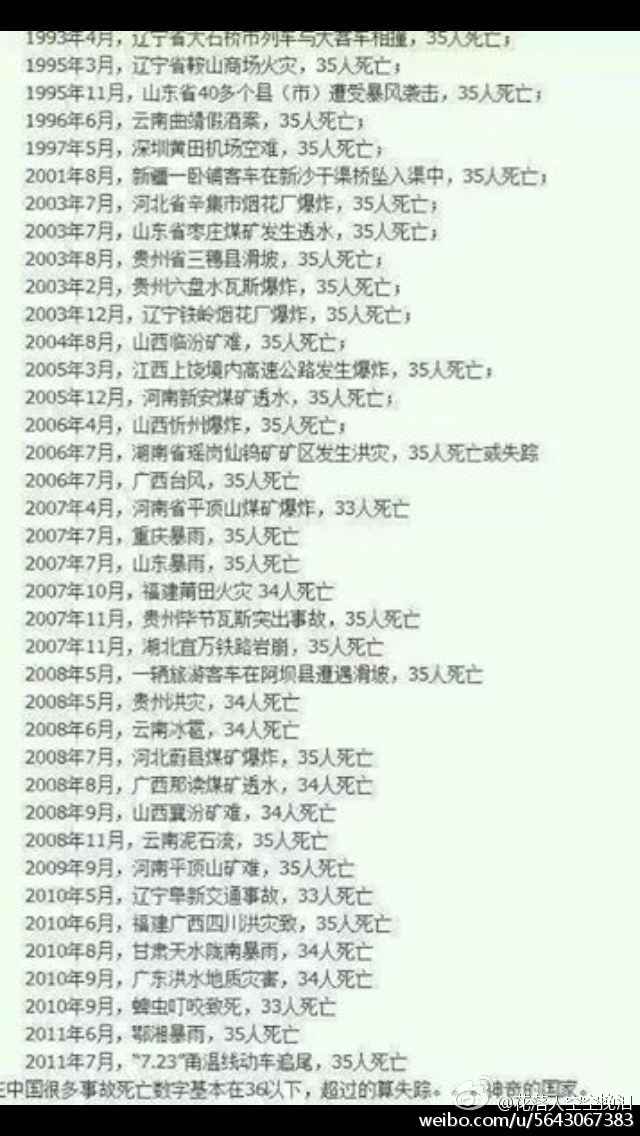 1993年4月，辽宁省大石桥市列车与大客车相撞，35人死亡；
1995年3月，辽宁省鞍山商场火灾，35人死亡；
1995年11月，山东省40多个县（市）遭受暴风袭击，35人死亡；
1996年6月，云南曲靖假酒案，35人死亡；
1997年5月，深圳黄田机场空难，35人死亡；
2001年8月，新疆一卧铺客车在新沙干渠桥坠入渠中，35人死亡；
2003年7月，河北省辛集市烟花厂爆炸，35人死亡；
2003年7月，山东省枣庄煤矿发生透水，35人死亡；
2003年8月，贵州省三穗县滑坡，35人死亡；
2003年2月，贵州六盘水瓦斯爆炸，35人死亡；
2003年12月，辽宁铁岭烟花厂爆炸，35人死亡；
2004年8月，山西临汾矿难，35人死亡；
2005年3月，江西上饶境内高速公路发生爆炸，35人死亡；
2005年12月，河南新安煤矿透水，35人死亡；
2006年4月，山西忻州爆炸，35人死亡；
2006年7月，湖南省瑶岗仙钨矿矿区发生洪灾，35人死亡或失踪
2006年7月，广西台风，35人死亡
2007年4月，河南省平顶山煤矿爆炸，33人死亡
2007年7月，重庆暴雨，35人死亡
2007年7月，山东暴雨，35人死亡
2007年10月，福建莆田火灾 34人死亡
2007年11月，贵州毕节瓦斯突出事故，35人死亡
2007年11月，湖北宜万铁路岩崩，35人死亡
2008年5月，一辆旅游客车在阿坝县遭遇滑坡，35人死亡
2008年5月，贵州洪灾，34人死亡
2008年6月，云南冰雹，34人死亡
2008年7月，河北蔚县煤矿爆炸，35人死亡
2008年8月，广西那读煤矿透水，34人死亡
2008年9月，山西襄汾矿难，34人死亡
2008年11月，云南泥石流，35人死亡
2009年9月，河南平顶山矿难，35人死亡
2010年5月，辽宁阜新交通事故，33人死亡
2010年6月，福建广西四川洪灾致，35人死亡
2010年8月，甘肃天水陇南暴雨，34人死亡
2010年9月，广东洪水地质灾害，34人死亡
2010年9月，蜱虫叮咬致死，33人死亡
2011年6月，鄂湘暴雨，35人死亡
2011年7月，“7.23”甬温线动车追尾，35人死亡
在中国很多事故死亡数字基本在36以下，超过的算失踪。 神奇的国家。
weibo.com/u/5643067383